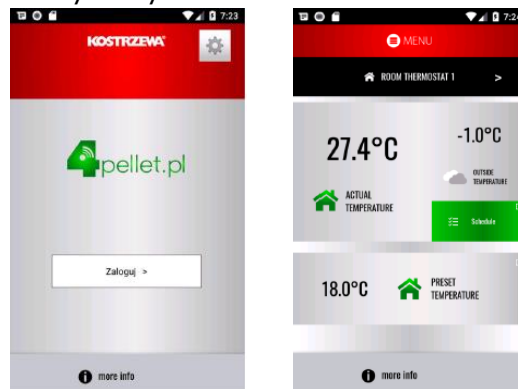 7:23
KOSTRZEWA
4pellet.pl
Zaloguj >
more info
7:24
MENU
ROOM THERMOSTAT 1 >
27.4°C
ACTUAL
TEMPERATURE
-1.0°C
OUTSIDE
TEMPERATURE
Schedule
18.0°C
PRESET
TEMPERATURE
more info